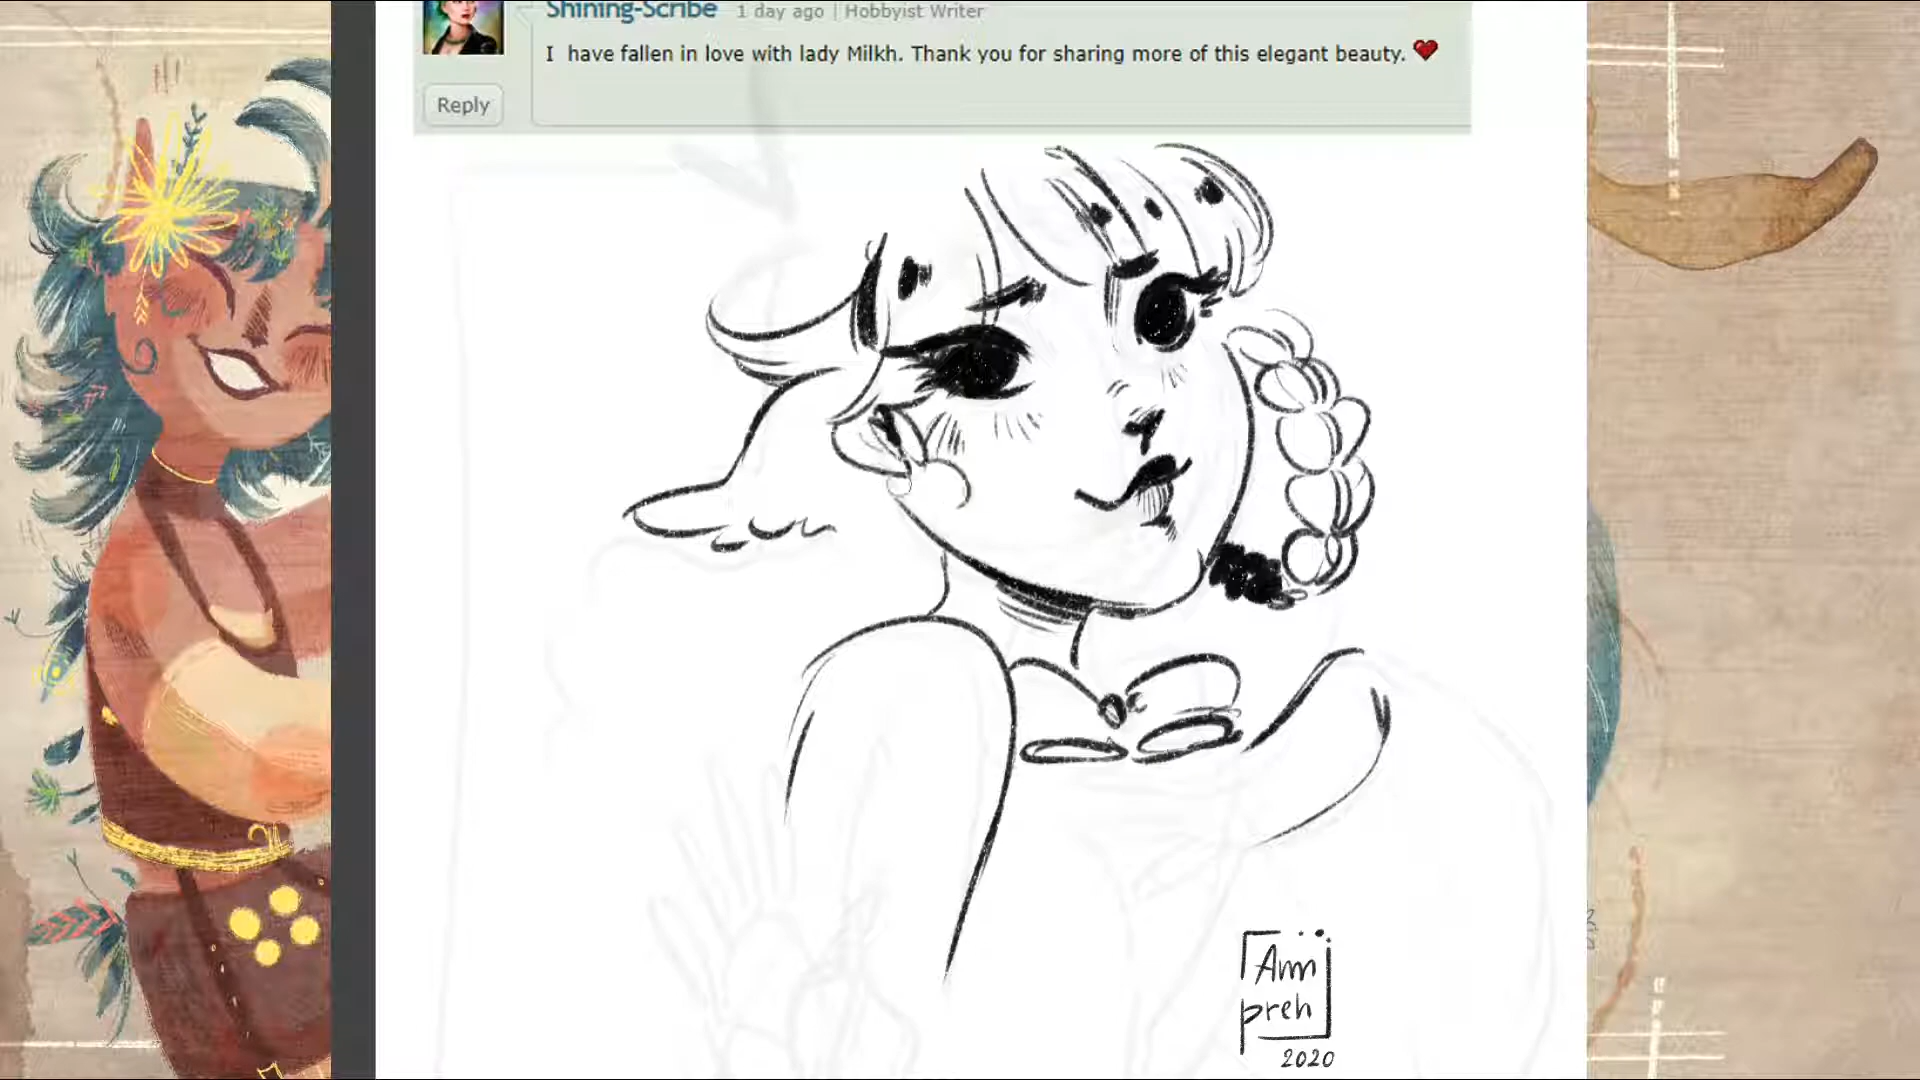 Shining-Scribe 1 day ago | Hobbyist Writer
I have fallen in love with lady Milkh. Thank you for sharing more of this elegant beauty.
Reply
Ann
preh
2020